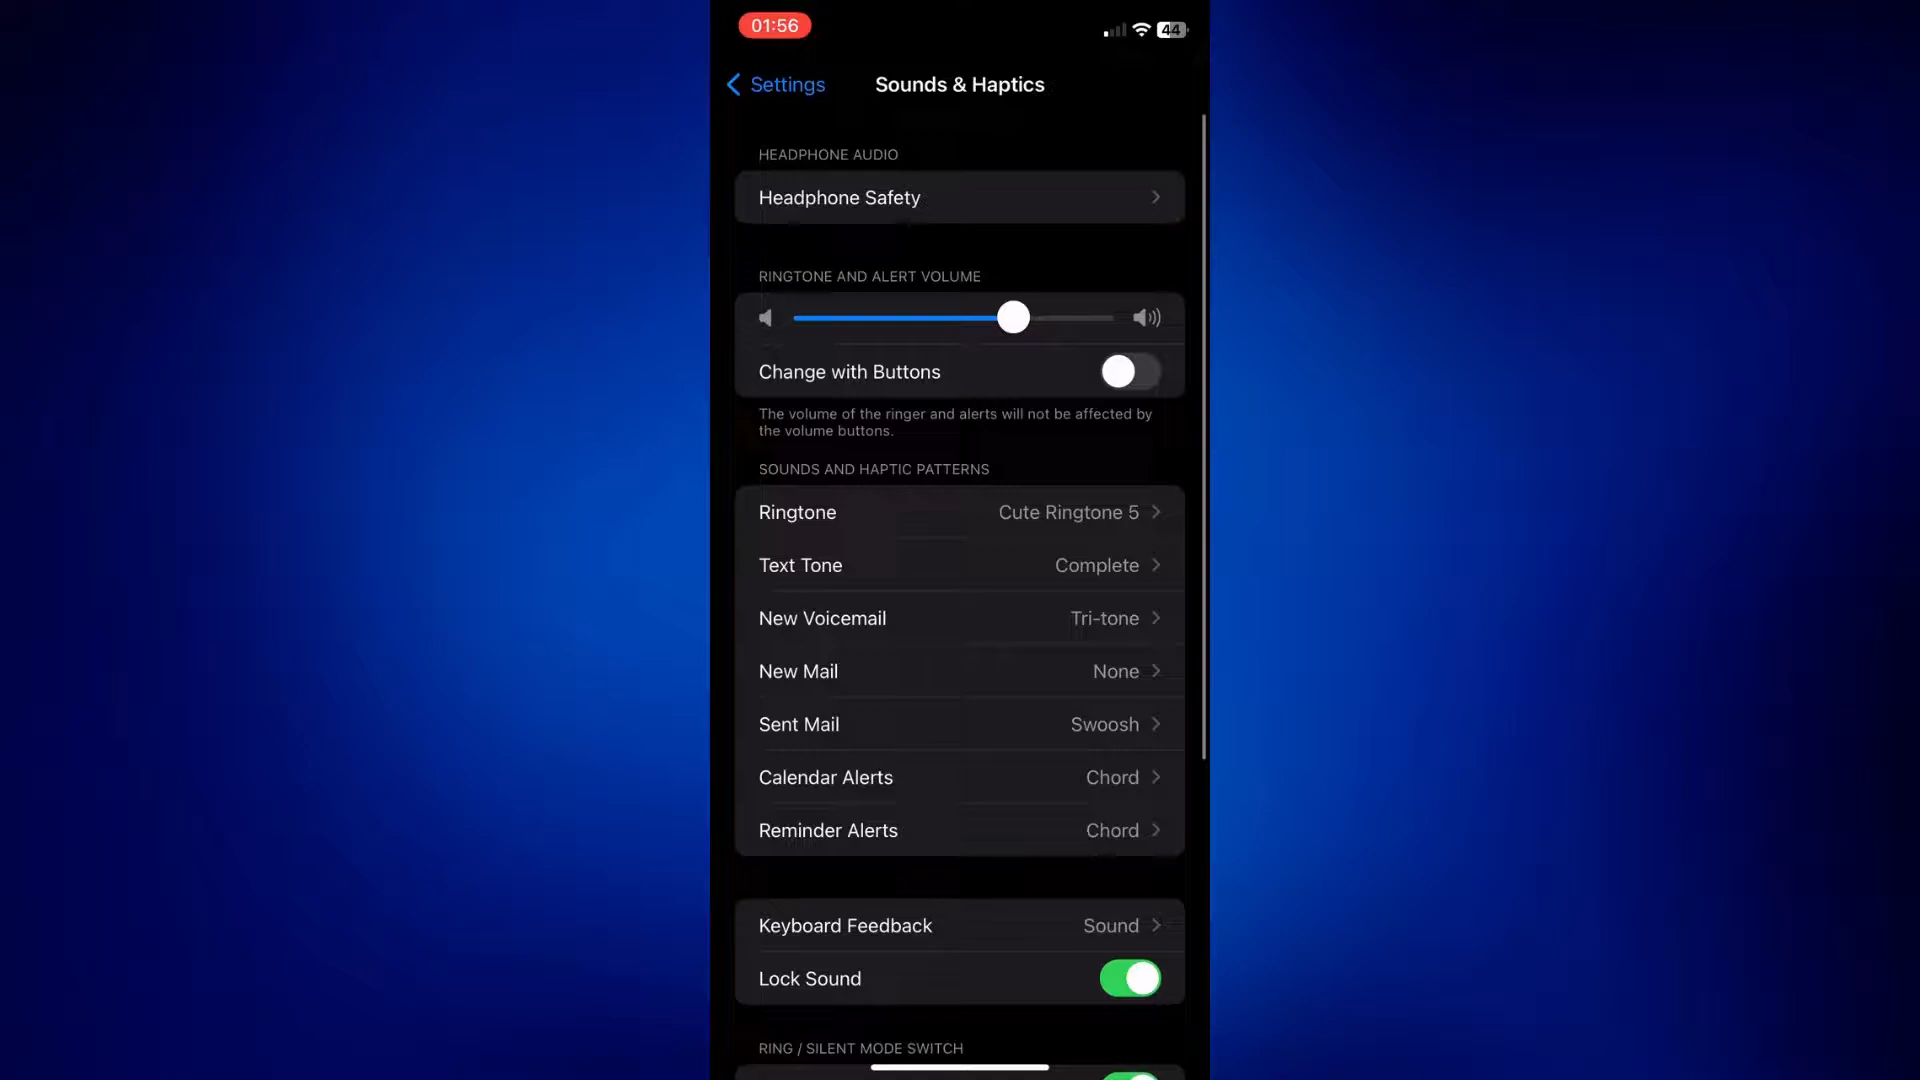 01:56
44
Settings
Sounds & Haptics
HEADPHONE AUDIO
Headphone Safety
RINGTONE AND ALERT VOLUME
Change with Buttons
The volume of the ringer and alerts will not be affected by
the volume buttons.
SOUNDS AND HAPTIC PATTERNS
Ringtone Cute Ringtone 5
Text Tone Complete
New Voicemail Tri-tone
New Mail None
Sent Mail Swoosh
Calendar Alerts Chord
Reminder Alerts Chord
Keyboard Feedback Sound
Lock Sound
RING / SILENT MODE SWITCH